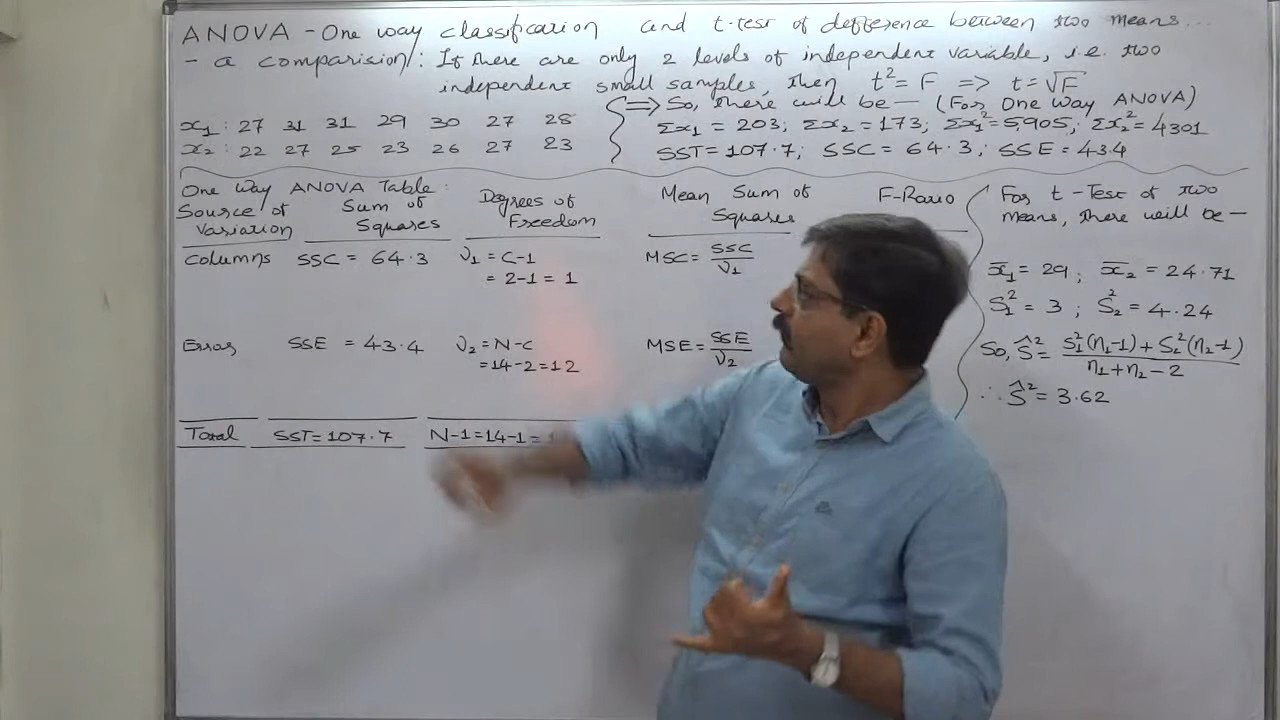 ANOVA - One way classification and t-test of defference between two means...
- a comparision: If there are only 2 levels of independent variable, i.e. two
independent small samples, then t² = F => t = √F
x₁ : 27 31 31 29 30 27 28
x₂ : 22 27 25 23 26 27 23
⟹ So, there will be — (For One Way ANOVA)
Σx₁ = 203; Σx₂ = 173; Σx₁² = 5,905; Σx₂² = 4301
SST = 107.7; SSC = 64.3; SSE = 43.4
One Way ANOVA Table:
Source of Variation Sum of Squares Degrees of Freedom Mean Sum of Squares F-Ratio
Columns SSC = 64.3 ν₁ = C-1 MSC = SSC/ν₁
= 2-1 = 1
Error SSE = 43.4 ν₂ = N-C MSE = SSE/ν₂
= 14-2 = 12
Total SST = 107.7 N-1 = 14-1 =
For t-Test of two
means, there will be —
x̄₁ = 29; x̄₂ = 24.71
S₁² = 3; S₂² = 4.24
So, Ŝ² = S₁²(n₁-1) + S₂²(n₂-1) / n₁+n₂-2
∴ Ŝ² = 3.62